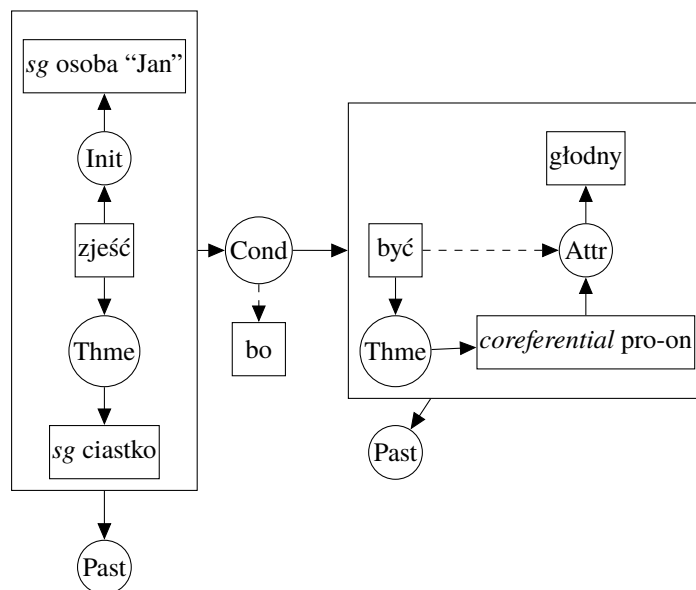 sg osoba “Jan”
Init
zjeść
Thme
sg ciastko
Past
Cond
bo
głodny
być
Attr
Thme
coreferential pro-on
Past